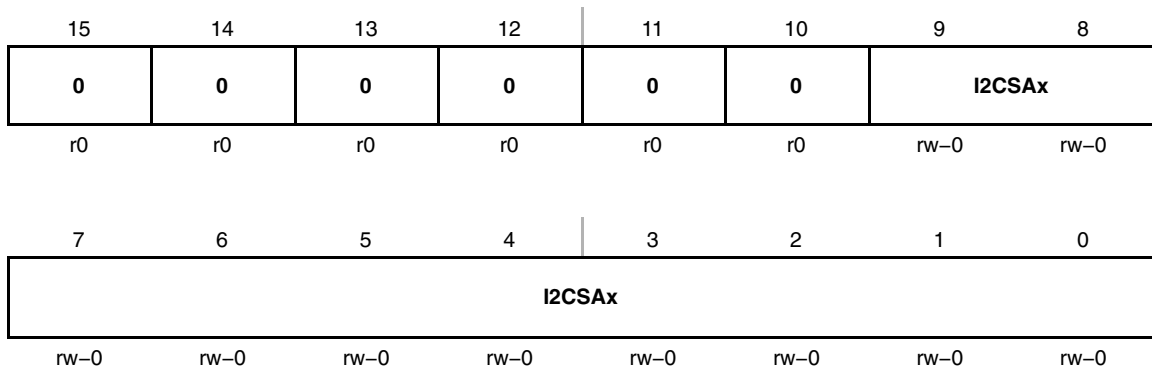 15 14 13 12 11 10 9 8
0 0 0 0 0 0 I2CSAx
r0 r0 r0 r0 r0 r0 rw−0 rw−0
7 6 5 4 3 2 1 0
I2CSAx
rw−0 rw−0 rw−0 rw−0 rw−0 rw−0 rw−0 rw−0